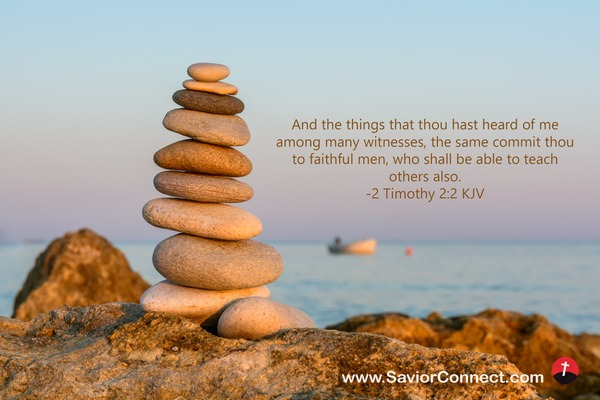 And the things that thou hast heard of me
among many witnesses, the same commit thou
to faithful men, who shall be able to teach
others also.
-2 Timothy 2:2 KJV
www.SaviorConnect.com